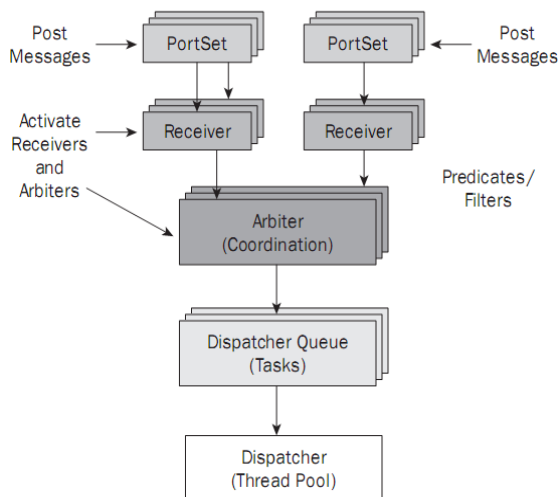 Post
Messages
PortSet
PortSet
Post
Messages
Activate
Receivers
and
Arbiters
Receiver
Receiver
Predicates/
Filters
Arbiter
(Coordination)
Dispatcher Queue
(Tasks)
Dispatcher
(Thread Pool)